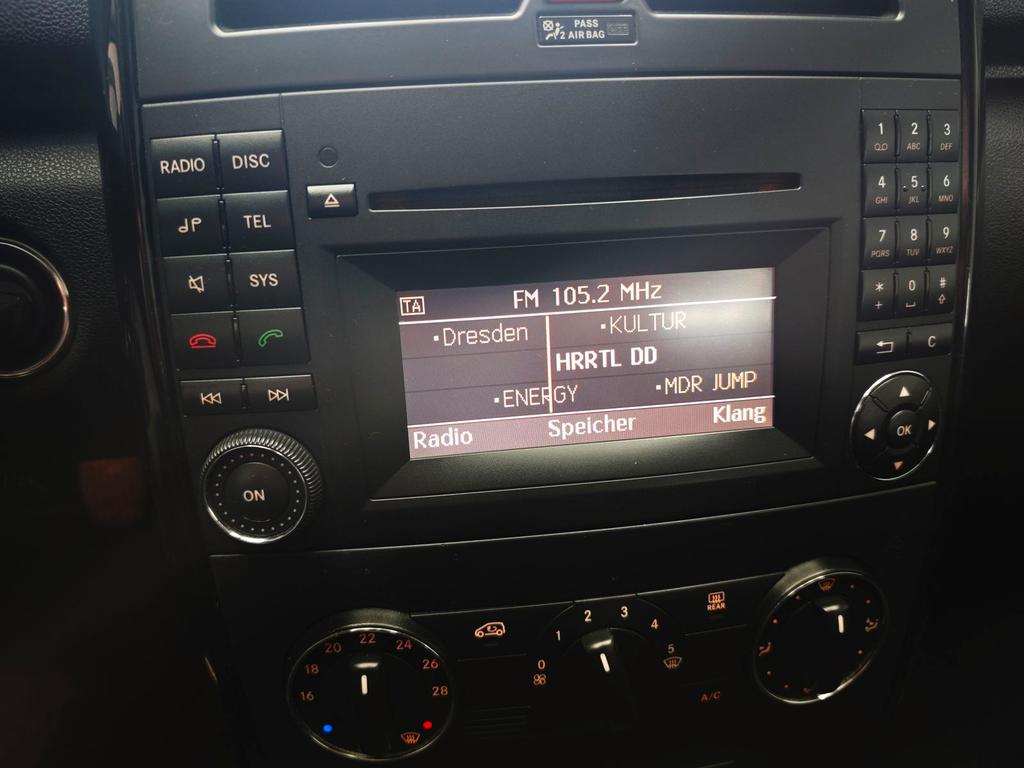 PASS
2 AIR BAG
RADIO
DISC
TEL
SYS
ON
TA
FM 105.2 MHz
Dresden
KULTUR
HRRTL DD
ENERGY
MDR JUMP
Radio
Speicher
Klang
1 2 3
ABC DEF
4 5 6
GHI JKL MNO
7 8 9
PQRS TUV WXYZ
* 0 #
+
C
OK
16 18 20 22 24 26 28
0 1 2 3 4 5
REAR
A/C